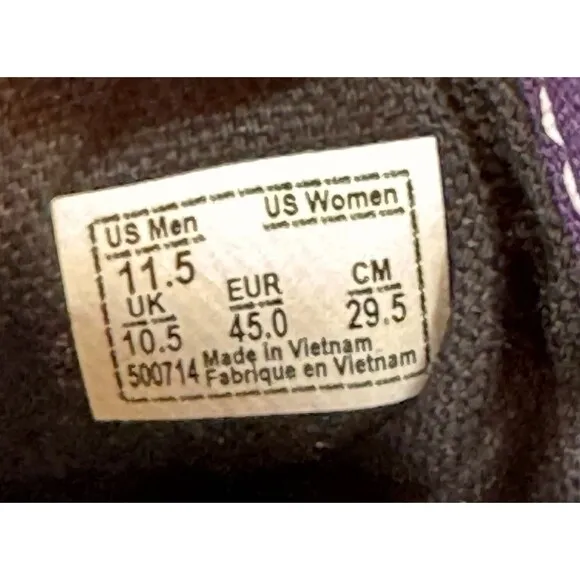 US Men US Women
11.5
UK EUR CM
10.5 45.0 29.5
500714 Made in Vietnam
Fabrique en Vietnam